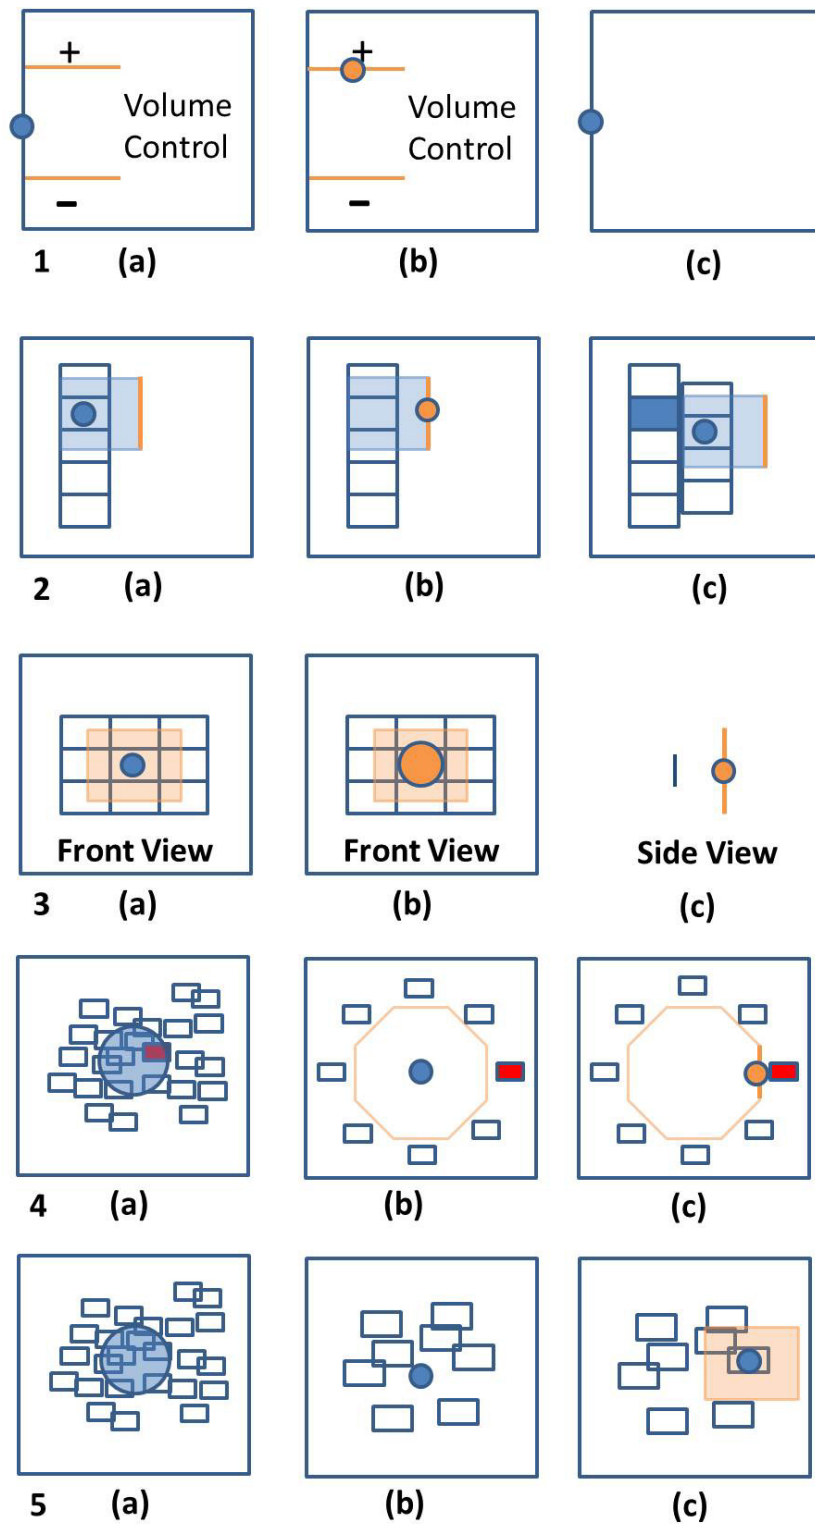 + +
Volume Volume
Control Control
– –
1 (a) (b) (c)
2 (a) (b) (c)
Front View Front View Side View
3 (a) (b) (c)
4 (a) (b) (c)
5 (a) (b) (c)